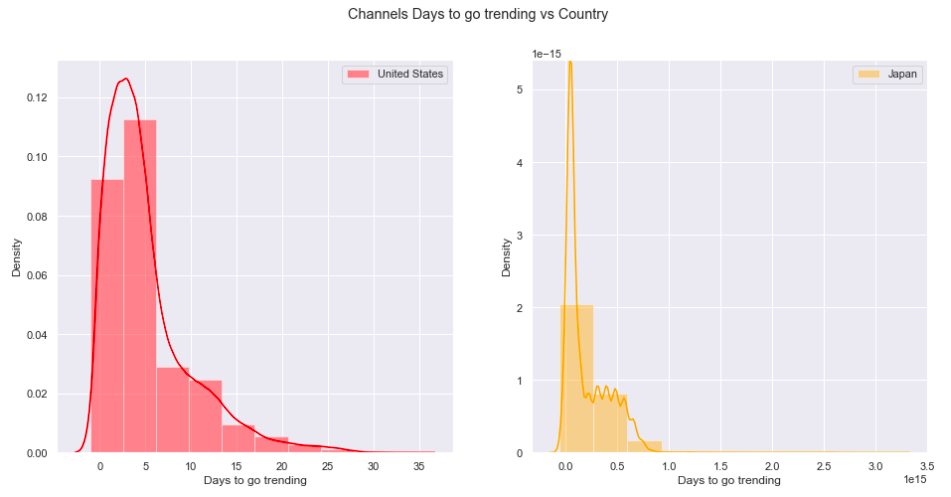 Channels Days to go trending vs Country
United States
0.12
0.10
0.08
0.06
0.04
0.02
0.00
Density
0 5 10 15 20 25 30 35
Days to go trending
1e−15
Japan
5
4
3
2
1
0
Density
0.0 0.5 1.0 1.5 2.0 2.5 3.0 3.5
Days to go trending
1e15